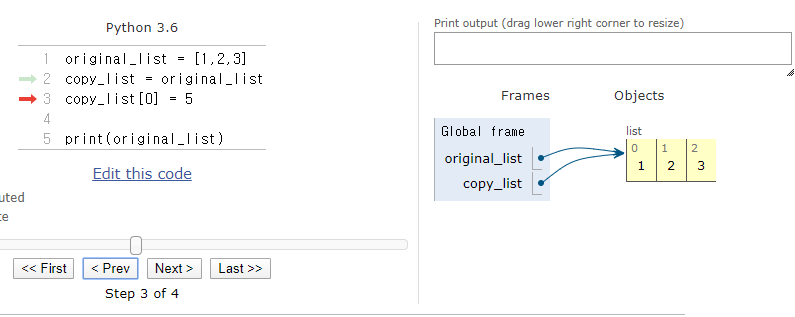 Python 3.6
1 original_list = [1,2,3]
2 copy_list = original_list
3 copy_list[0] = 5
4
5 print(original_list)
Edit this code
uted
te
<< First < Prev Next > Last >>
Step 3 of 4
Print output (drag lower right corner to resize)
Frames Objects
Global frame
original_list
copy_list
list
0 1 2
1 2 3